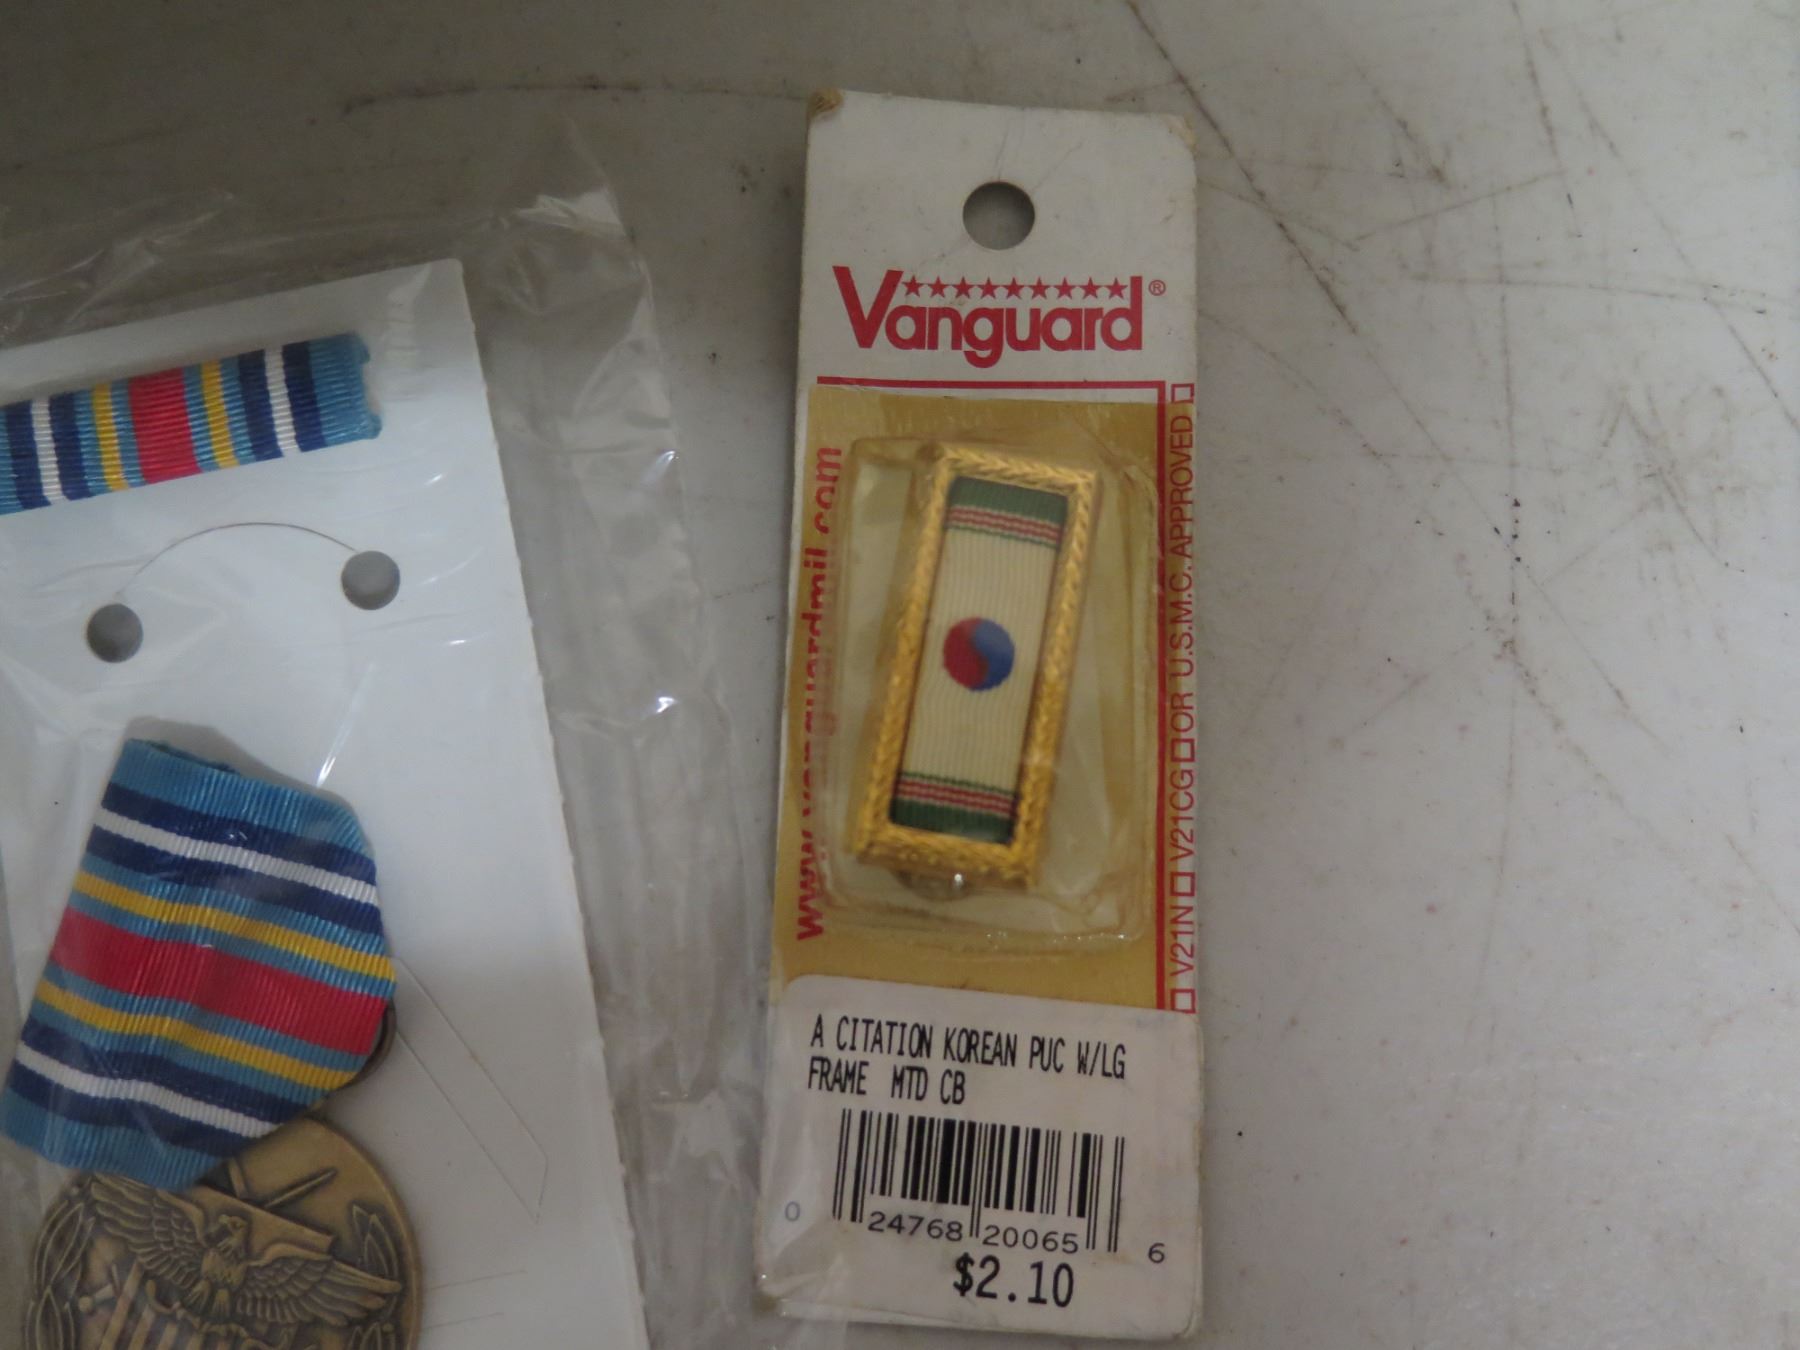 Vanguard®
www.vanguardmil.com
□ V21N □ V21CG □ OR U.S.M.C. APPROVED □
A CITATION KOREAN PUC W/LG
FRAME MTD CB
0 24768 20065 6
$2.10